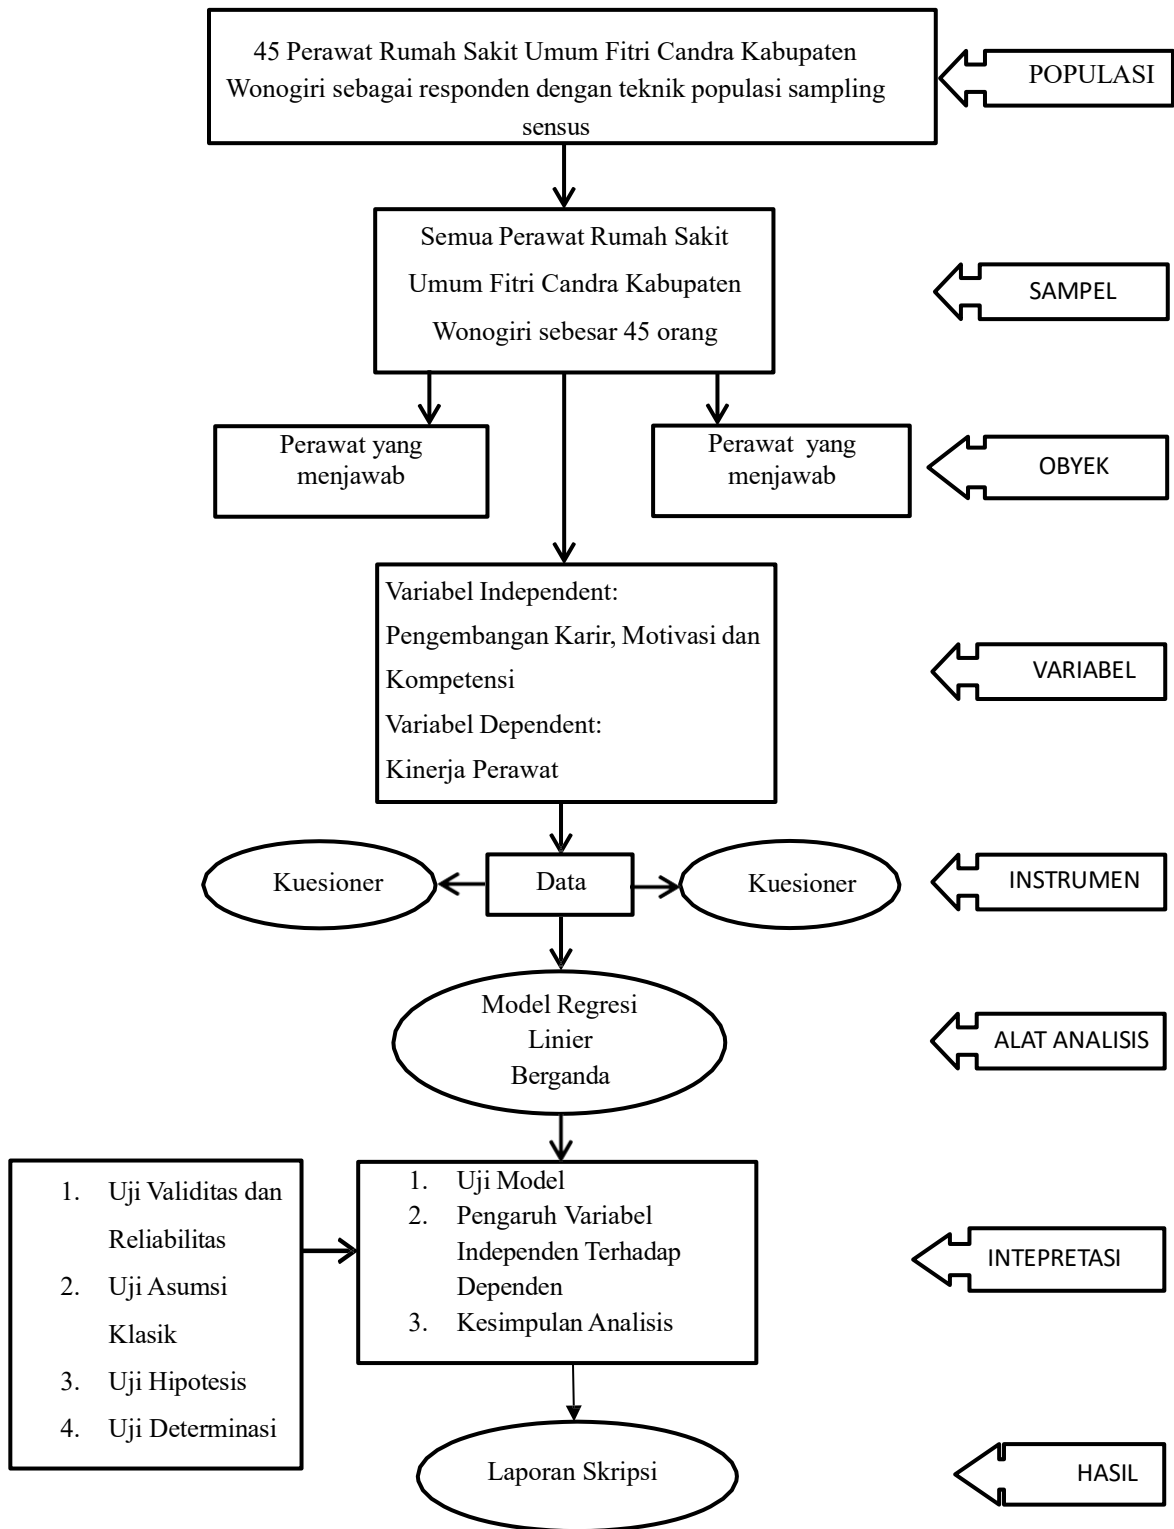 45 Perawat Rumah Sakit Umum Fitri Candra Kabupaten
Wonogiri sebagai responden dengan teknik populasi sampling
sensus
POPULASI
Semua Perawat Rumah Sakit
Umum Fitri Candra Kabupaten
Wonogiri sebesar 45 orang
SAMPEL
Perawat yang
menjawab
Perawat yang
menjawab
OBYEK
Variabel Independent:
Pengembangan Karir, Motivasi dan
Kompetensi
Variabel Dependent:
Kinerja Perawat
VARIABEL
Kuesioner
Data
Kuesioner
INSTRUMEN
Model Regresi
Linier
Berganda
ALAT ANALISIS
1. Uji Validitas dan
Reliabilitas
2. Uji Asumsi
Klasik
3. Uji Hipotesis
4. Uji Determinasi
1. Uji Model
2. Pengaruh Variabel
Independen Terhadap
Dependen
3. Kesimpulan Analisis
INTEPRETASI
Laporan Skripsi
HASIL